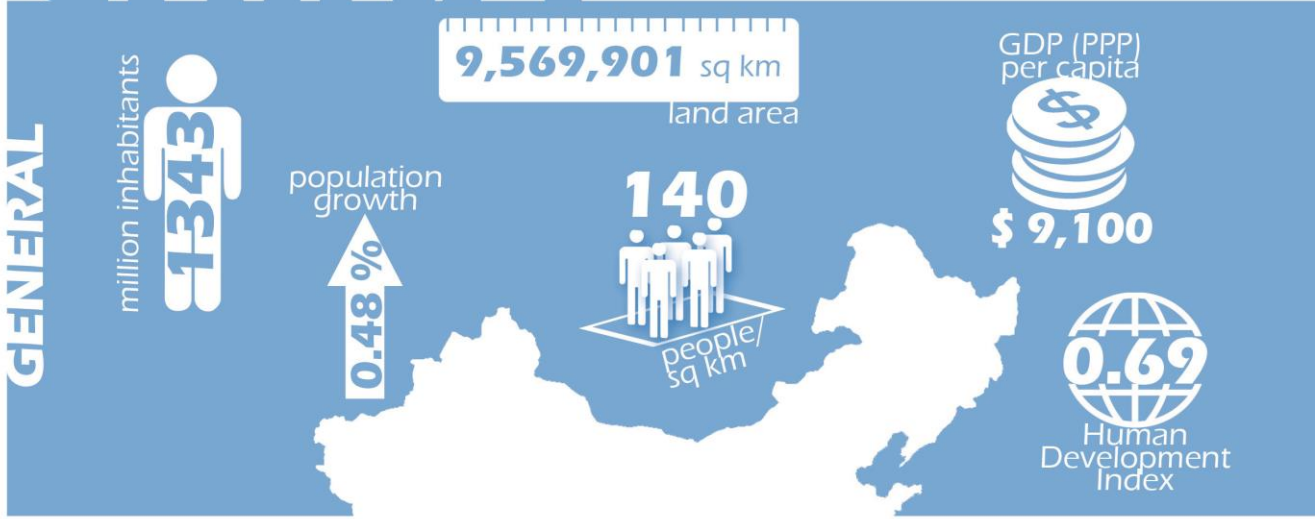 GENERAL
million inhabitants
1343
population
growth
0.48 %
9,569,901 sq km
land area
140
people/
sq km
GDP (PPP)
per capita
$
$ 9,100
0.69
Human
Development
Index